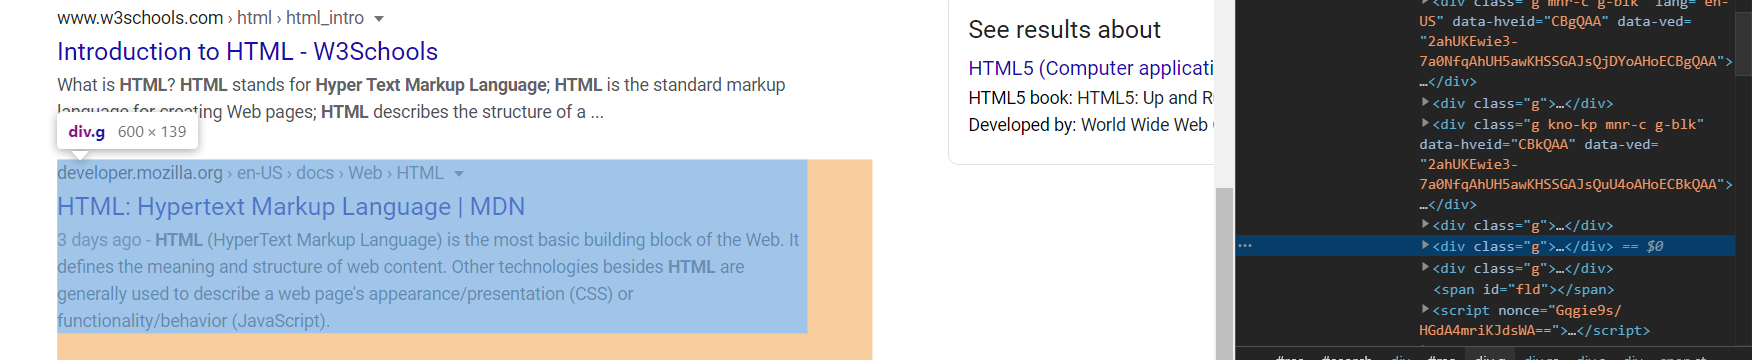 www.w3schools.com › html › html_intro
Introduction to HTML - W3Schools
What is HTML? HTML stands for Hyper Text Markup Language; HTML is the standard markup
language for creating Web pages; HTML describes the structure of a ...
div.g 600 × 139
developer.mozilla.org › en-US › docs › Web › HTML
HTML: Hypertext Markup Language | MDN
3 days ago - HTML (HyperText Markup Language) is the most basic building block of the Web. It
defines the meaning and structure of web content. Other technologies besides HTML are
generally used to describe a web page's appearance/presentation (CSS) or
functionality/behavior (JavaScript).
See results about
HTML5 (Computer applicati
HTML5 book: HTML5: Up and R
Developed by: World Wide Web
<div class="g mnr-c g-blk" lang="en-
US" data-hveid="CBgQAA" data-ved=
"2ahUKEwie3-
7a0NfqAhUH5awKHSSGAJsQjDYoAHoECBgQAA">
…</div>
<div class="g">…</div>
<div class="g kno-kp mnr-c g-blk"
data-hveid="CBkQAA" data-ved=
"2ahUKEwie3-
7a0NfqAhUH5awKHSSGAJsQuU4oAHoECBkQAA">
…</div>
<div class="g">…</div>
<div class="g">…</div> == $0
<div class="g">…</div>
<span id="fld"></span>
<script nonce="Gqgie9s/
HGdA4mriKJdsWA==">…</script>